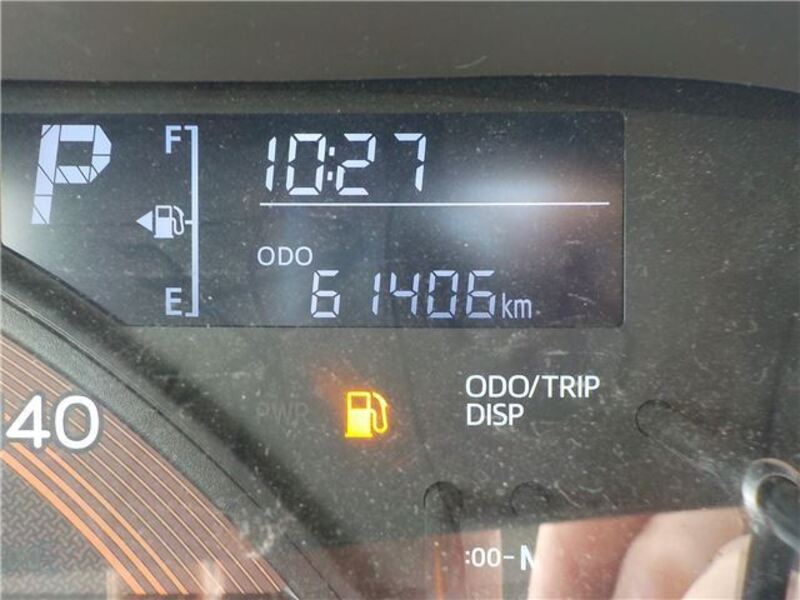 P
F
10:27
ODO
E
61406km
ODO/TRIP
DISP
PWR
40
:00-